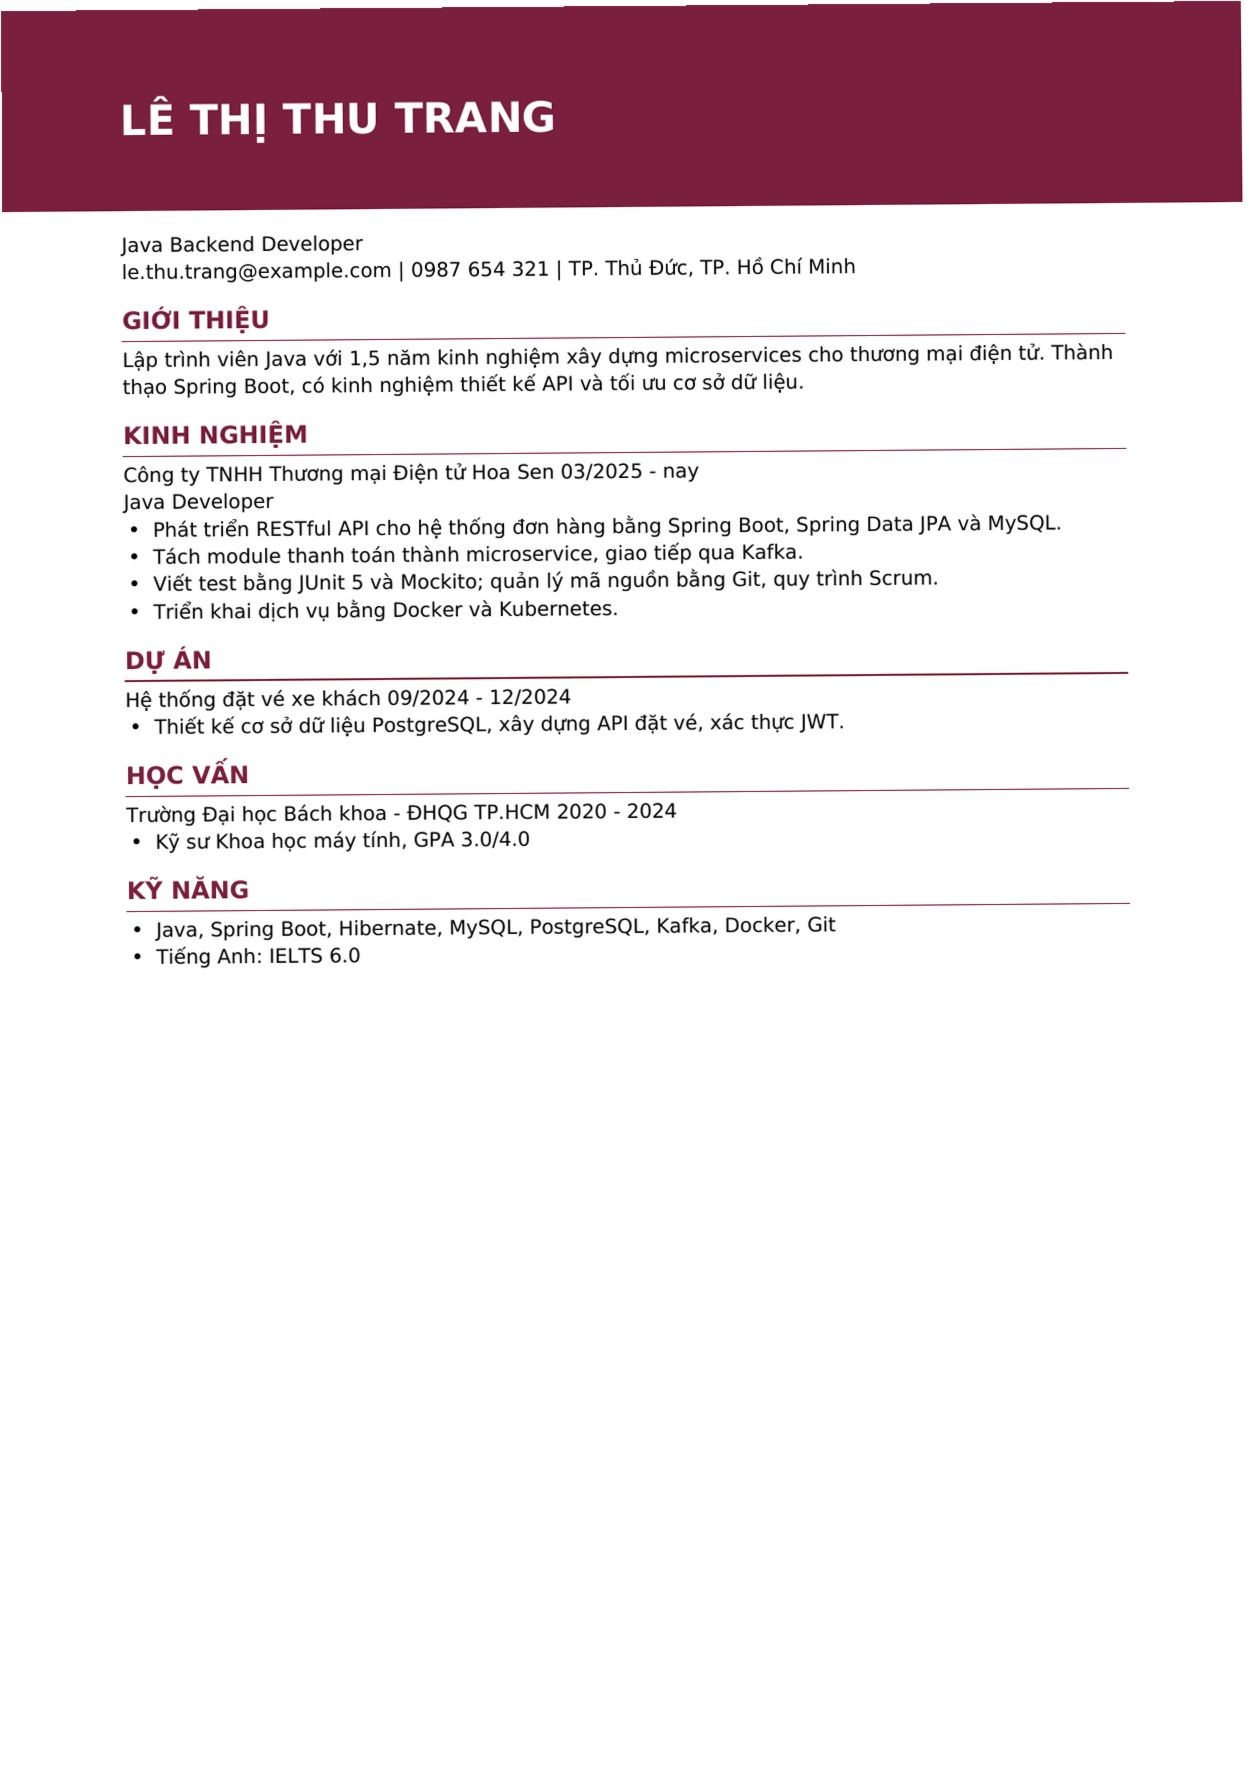 LÊ THỊ THU TRANG
Java Backend Developer
le.thu.trang@example.com | 0987 654 321 | TP. Thủ Đức, TP. Hồ Chí Minh
GIỚI THIỆU
Lập trình viên Java với 1,5 năm kinh nghiệm xây dựng microservices cho thương mại điện tử. Thành
thạo Spring Boot, có kinh nghiệm thiết kế API và tối ưu cơ sở dữ liệu.
KINH NGHIỆM
Công ty TNHH Thương mại Điện tử Hoa Sen 03/2025 - nay
Java Developer
• Phát triển RESTful API cho hệ thống đơn hàng bằng Spring Boot, Spring Data JPA và MySQL.
• Tách module thanh toán thành microservice, giao tiếp qua Kafka.
• Viết test bằng JUnit 5 và Mockito; quản lý mã nguồn bằng Git, quy trình Scrum.
• Triển khai dịch vụ bằng Docker và Kubernetes.
DỰ ÁN
Hệ thống đặt vé xe khách 09/2024 - 12/2024
• Thiết kế cơ sở dữ liệu PostgreSQL, xây dựng API đặt vé, xác thực JWT.
HỌC VẤN
Trường Đại học Bách khoa - ĐHQG TP.HCM 2020 - 2024
• Kỹ sư Khoa học máy tính, GPA 3.0/4.0
KỸ NĂNG
• Java, Spring Boot, Hibernate, MySQL, PostgreSQL, Kafka, Docker, Git
• Tiếng Anh: IELTS 6.0